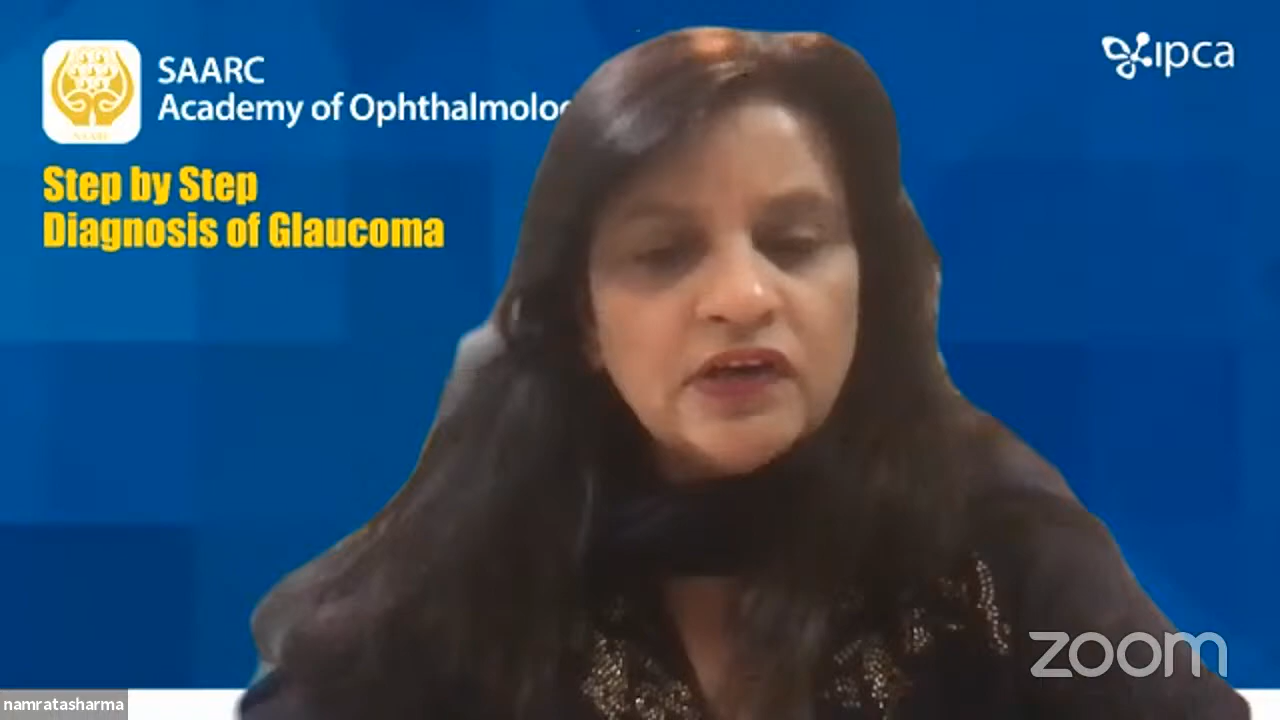 SAARC
Academy of Ophthalmolo
Step by Step
Diagnosis of Glaucoma
ipca
zoom
namratasharma